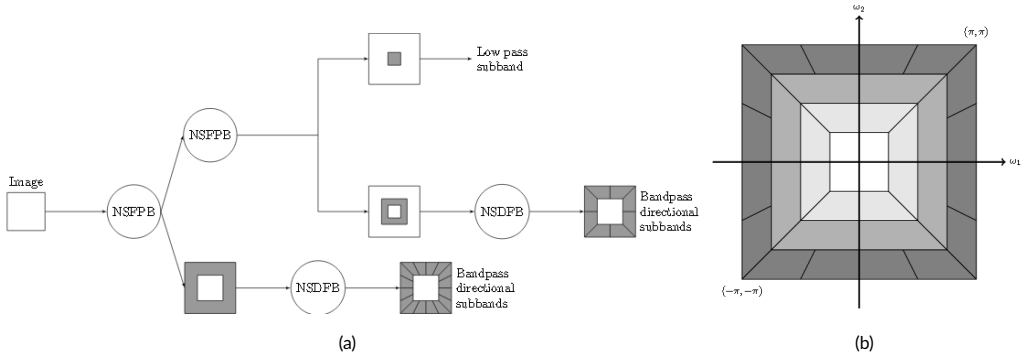 Low pass
subband
NSFPB
Image
NSFPB
NSDFB
Bandpass
directional
subbands
NSDFB
Bandpass
directional
subbands
(a)
ω₂
(π, π)
ω₁
(−π, −π)
(b)